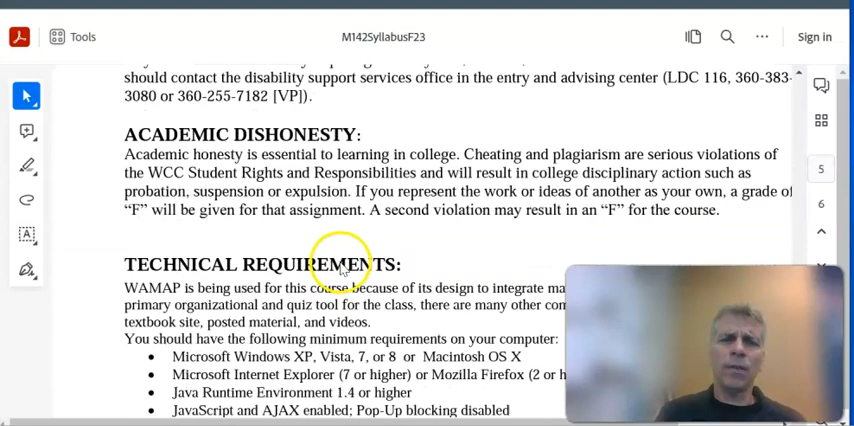 Tools
M142SyllabusF23
Sign in
should contact the disability support services office in the entry and advising center (LDC 116, 360-383-
3080 or 360-255-7182 [VP]).
ACADEMIC DISHONESTY:
Academic honesty is essential to learning in college. Cheating and plagiarism are serious violations of
the WCC Student Rights and Responsibilities and will result in college disciplinary action such as
probation, suspension or expulsion. If you represent the work or ideas of another as your own, a grade of
“F” will be given for that assignment. A second violation may result in an “F” for the course.
5
6
TECHNICAL REQUIREMENTS:
WAMAP is being used for this course because of its design to integrate
primary organizational and quiz tool for the class, there are many other
textbook site, posted material, and videos.
You should have the following minimum requirements on your computer:
• Microsoft Windows XP, Vista, 7, or 8 or Macintosh OS X
• Microsoft Internet Explorer (7 or higher) or Mozilla Firefox (2 or h
• Java Runtime Environment 1.4 or higher
• JavaScript and AJAX enabled; Pop-Up blocking disabled